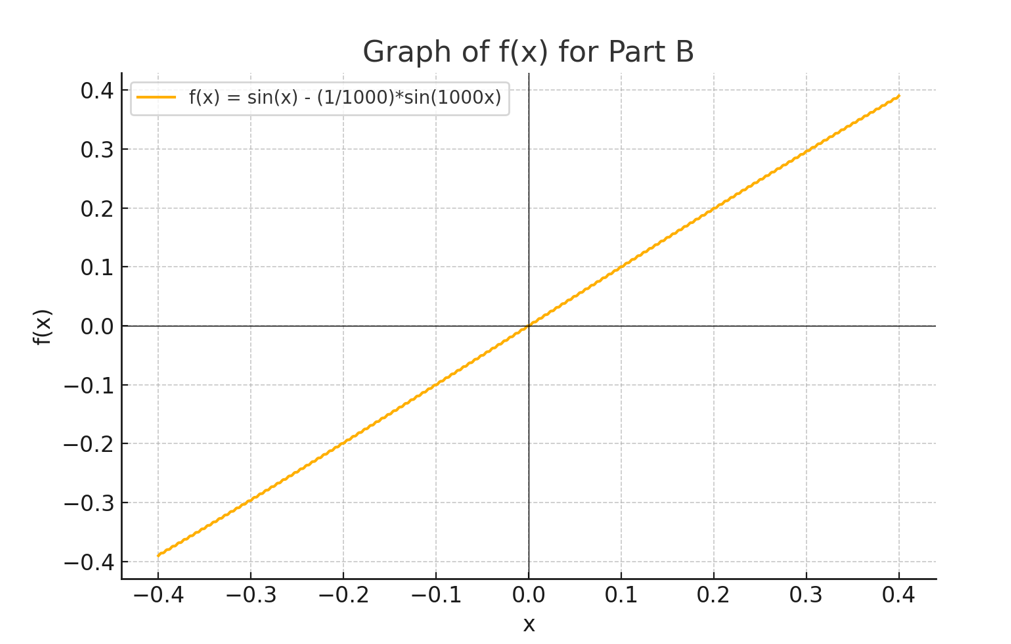 Graph of f(x) for Part B
f(x) = sin(x) - (1/1000)*sin(1000x)
0.4
0.3
0.2
0.1
0.0
−0.1
−0.2
−0.3
−0.4
f(x)
−0.4 −0.3 −0.2 −0.1 0.0 0.1 0.2 0.3 0.4
x